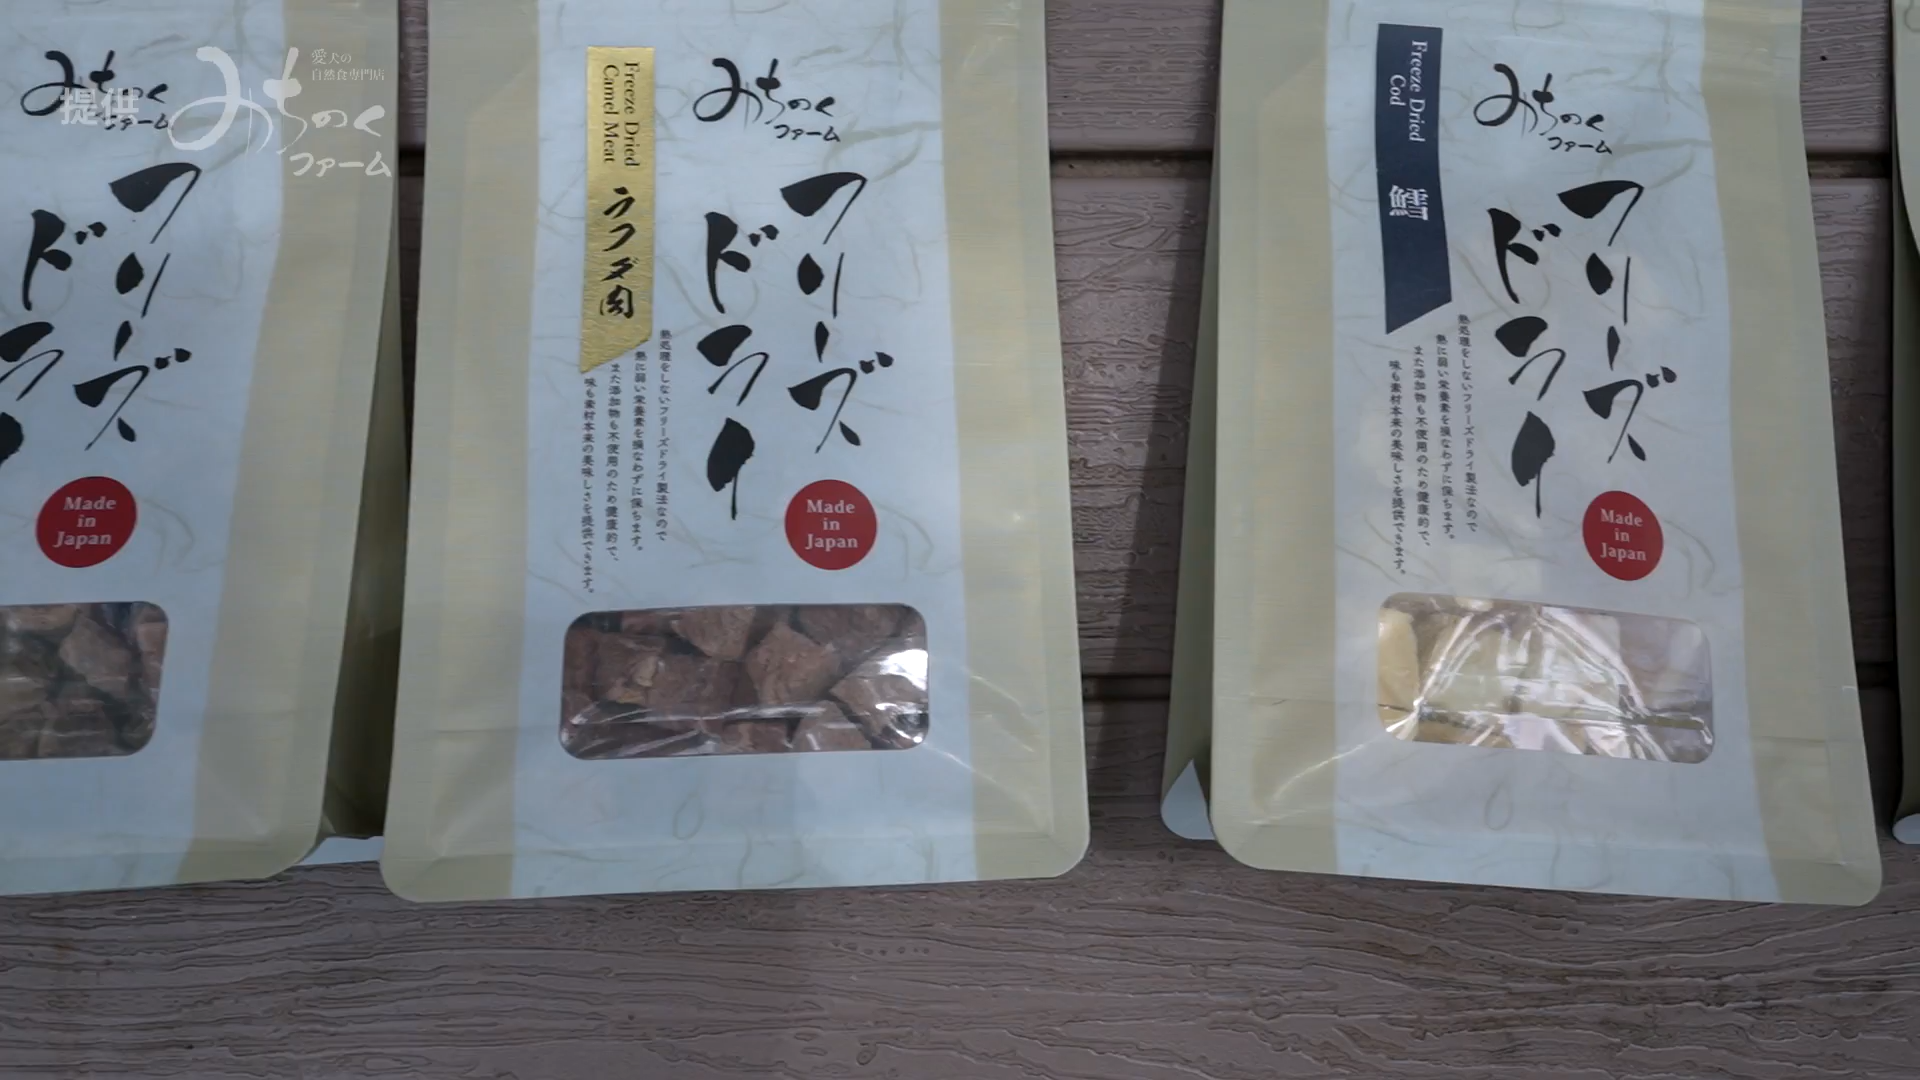 提供
愛犬の
自然食専門店
みちのく
ファーム
みちのく
ファーム
フリーズ
ドライ
Made
in
Japan
みちのく
ファーム
Freeze Dried
Camel Meat
ラクダ肉
フリーズ
ドライ
熱処理をしないフリーズドライ製法なので
熱に弱い栄養素を損なわずに保ちます。
また添加物も不使用のため健康的で、
味も素材本来の美味しさを提供できます。
Made
in
Japan
みちのく
ファーム
Freeze Dried
Cod
鱈
フリーズ
ドライ
熱処理をしないフリーズドライ製法なので
熱に弱い栄養素を損なわずに保ちます。
また添加物も不使用のため健康的で、
味も素材本来の美味しさを提供できます。
Made
in
Japan